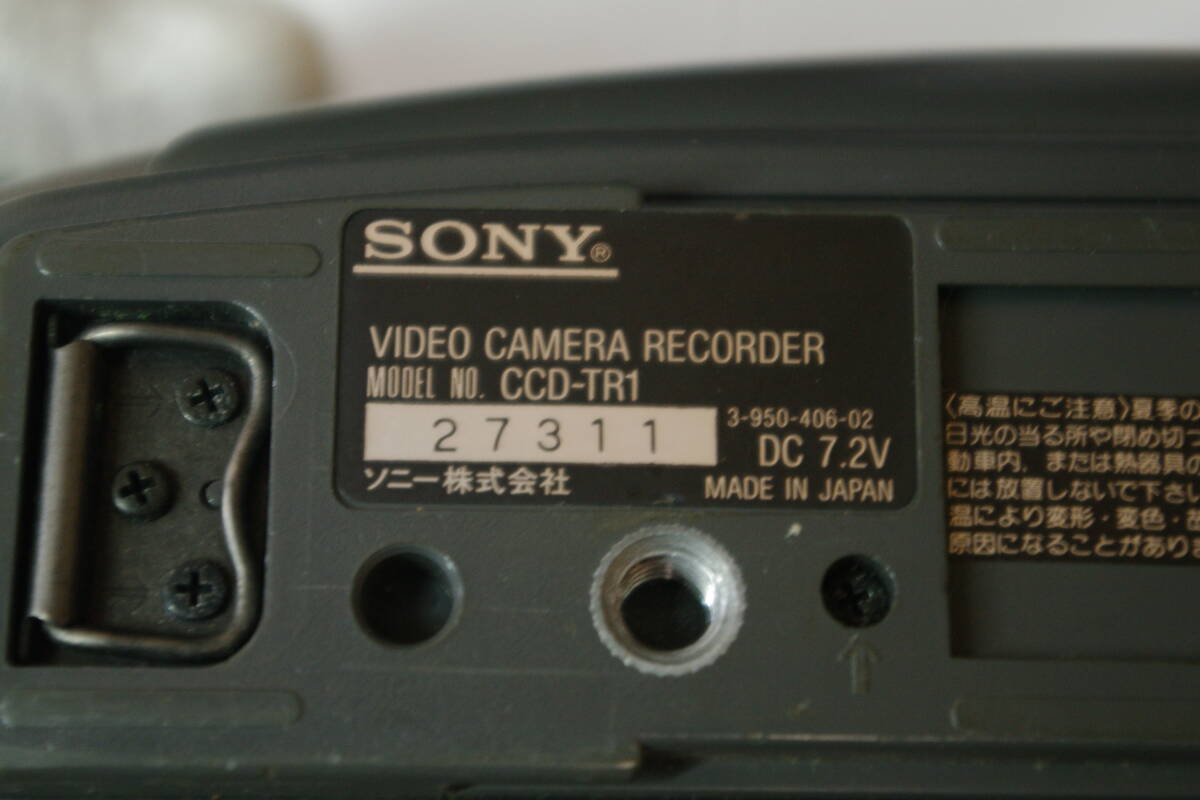 SONY®
VIDEO CAMERA RECORDER
MODEL NO. CCD-TR1
27311
3-950-406-02
DC 7.2V
ソニー株式会社
MADE IN JAPAN
〈高温にご注意〉夏季の
日光の当る所や閉め切っ
動車内、または熱器具の
には放置しないで下さい
温により変形・変色・
原因になることがありま